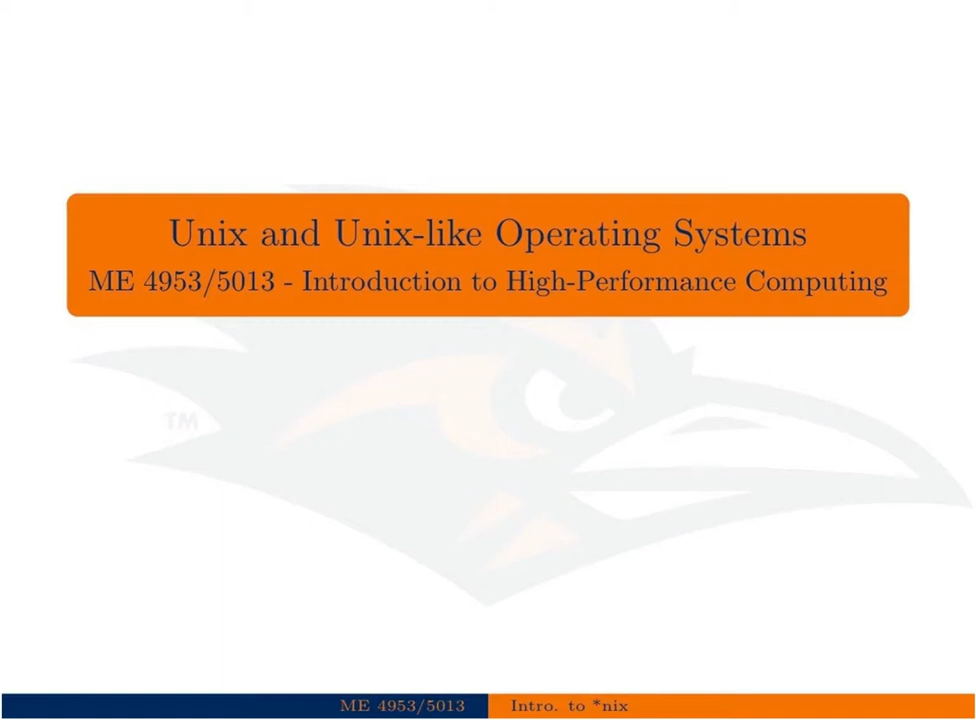 Unix and Unix-like Operating Systems
ME 4953/5013 - Introduction to High-Performance Computing
TM
ME 4953/5013 Intro. to *nix